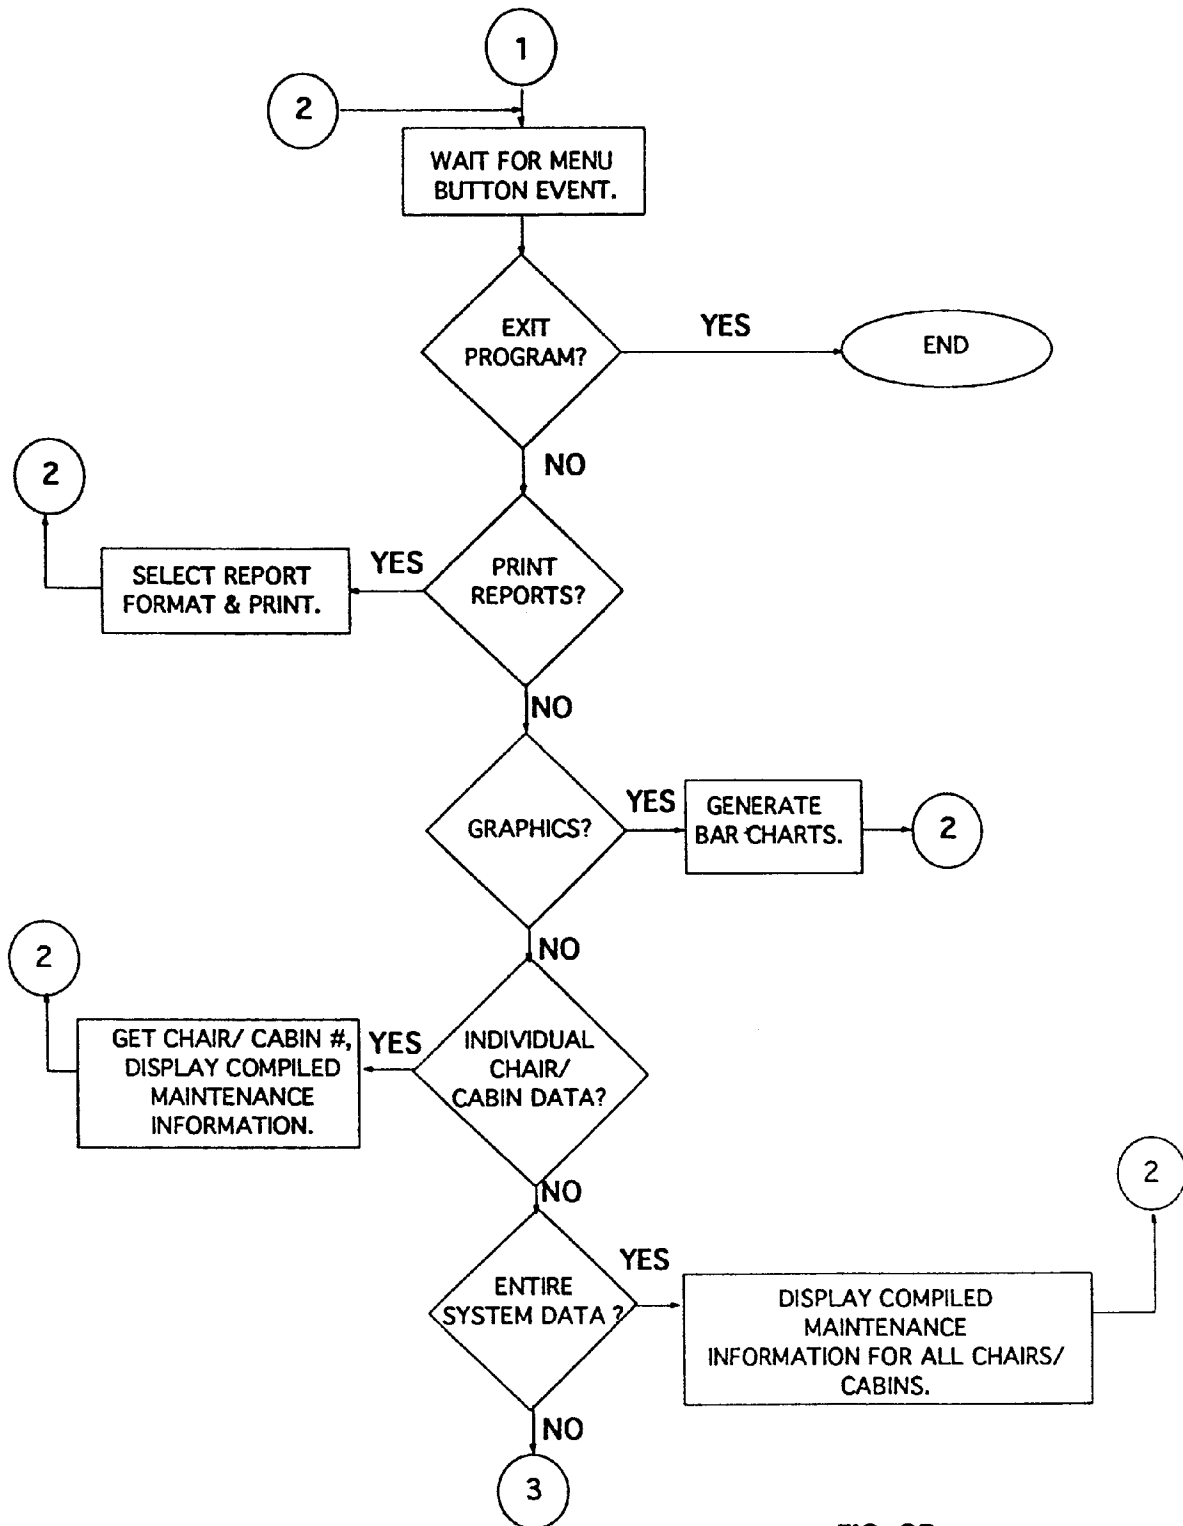 1
2
WAIT FOR MENU
BUTTON EVENT.
EXIT
PROGRAM?
YES
END
NO
2
PRINT
REPORTS?
YES
SELECT REPORT
FORMAT & PRINT.
NO
GRAPHICS?
YES
GENERATE
BAR CHARTS.
2
NO
2
INDIVIDUAL
CHAIR/
CABIN DATA?
YES
GET CHAIR/ CABIN #,
DISPLAY COMPILED
MAINTENANCE
INFORMATION.
NO
2
ENTIRE
SYSTEM DATA ?
YES
DISPLAY COMPILED
MAINTENANCE
INFORMATION FOR ALL CHAIRS/
CABINS.
NO
3